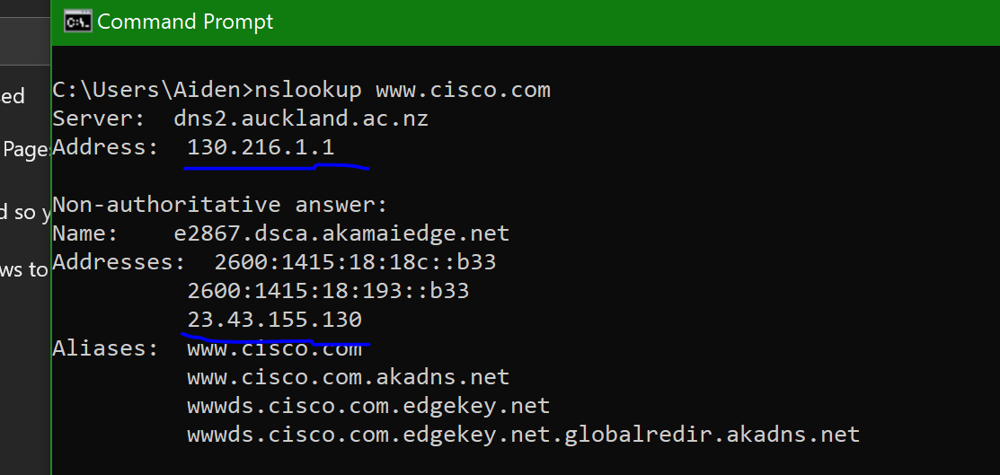 Command Prompt
C:\Users\Aiden>nslookup www.cisco.com
Server:  dns2.auckland.ac.nz
Address:  130.216.1.1
Non-authoritative answer:
Name:    e2867.dsca.akamaiedge.net
Addresses:  2600:1415:18:18c::b33
2600:1415:18:193::b33
23.43.155.130
Aliases:  www.cisco.com
www.cisco.com.akadns.net
wwwds.cisco.com.edgekey.net
wwwds.cisco.com.edgekey.net.globalredir.akadns.net
ed
Page
d so y
ws to